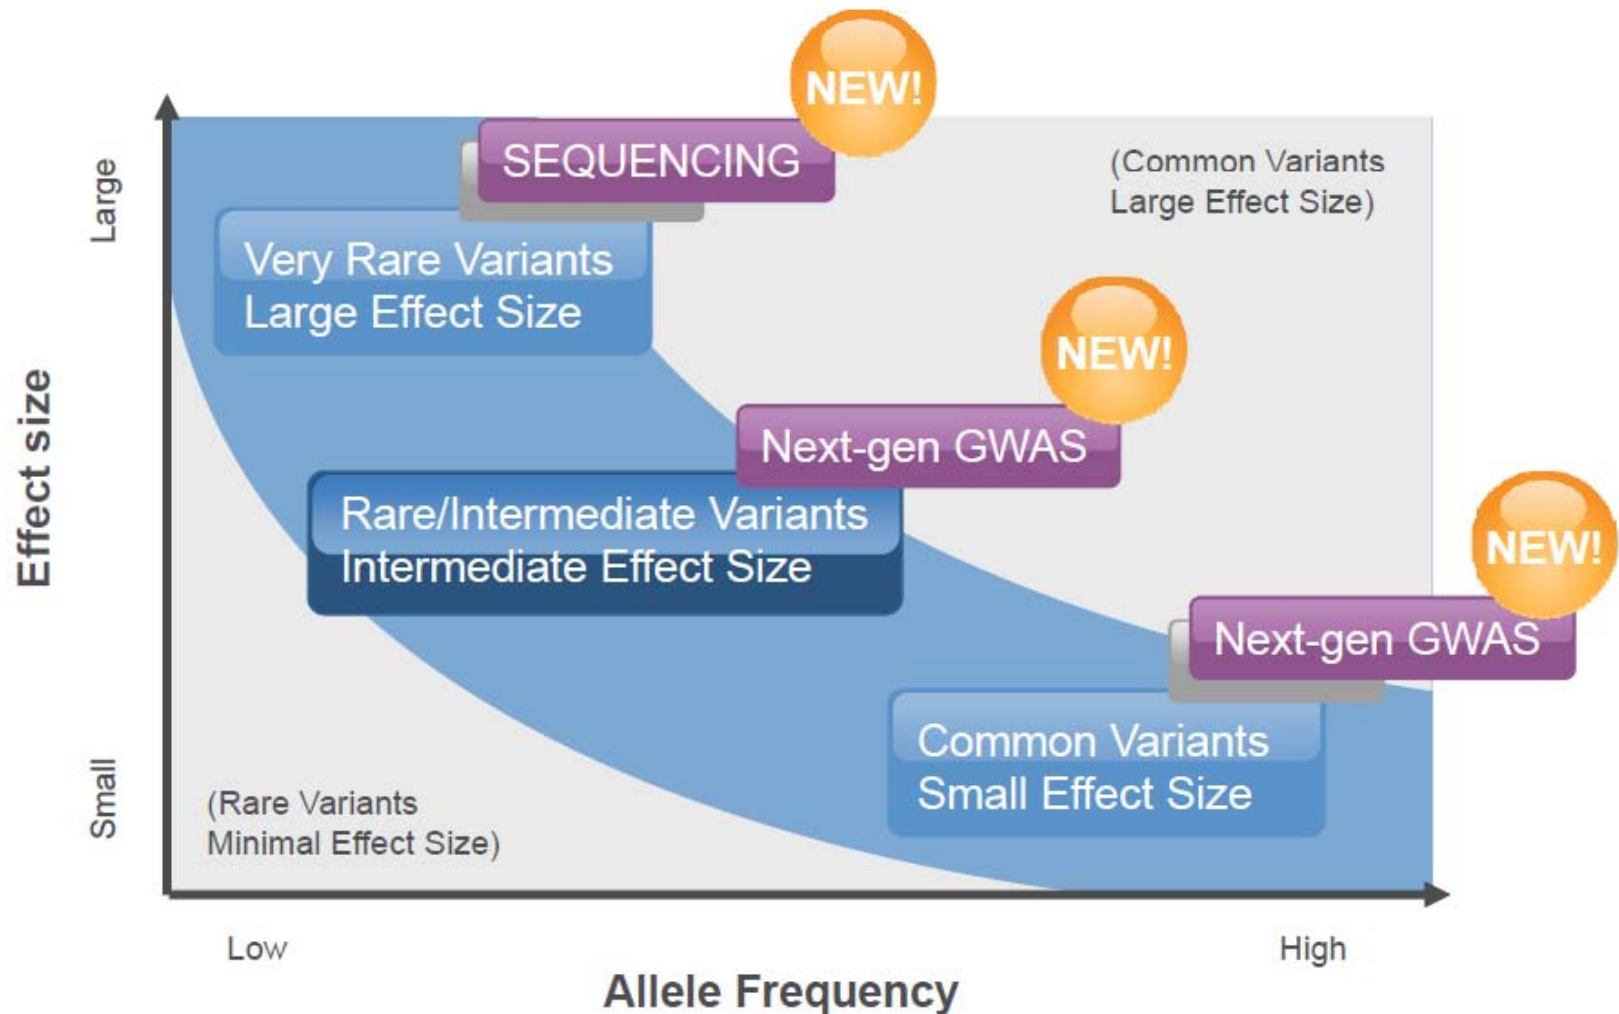 NEW!
SEQUENCING
(Common Variants
Large Effect Size)
Large
Very Rare Variants
Large Effect Size
NEW!
Next-gen GWAS
Effect size
Rare/Intermediate Variants
Intermediate Effect Size
NEW!
Next-gen GWAS
Common Variants
Small Effect Size
Small
(Rare Variants
Minimal Effect Size)
Low
High
Allele Frequency